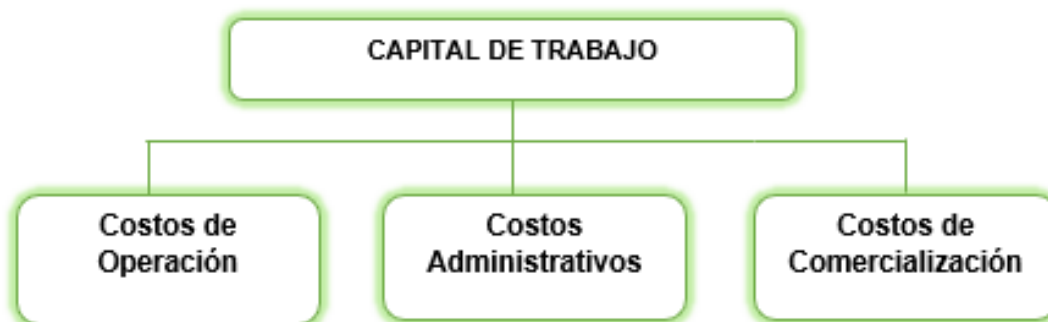 CAPITAL DE TRABAJO
Costos de
Operación
Costos
Administrativos
Costos de
Comercialización